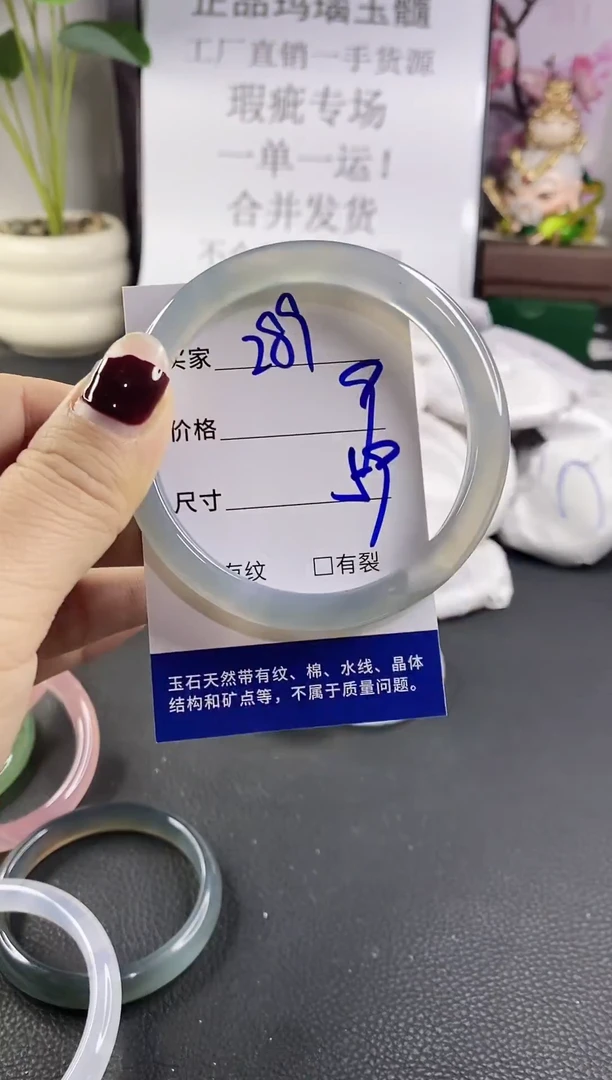 正品玛瑙玉髓
工厂直销一手货源
瑕疵专场
一单一运！
合并发货
买家 289
价格 9
尺寸 59
有纹 □有裂
玉石天然带有纹、棉、水线、晶体
结构和矿点等，不属于质量问题。